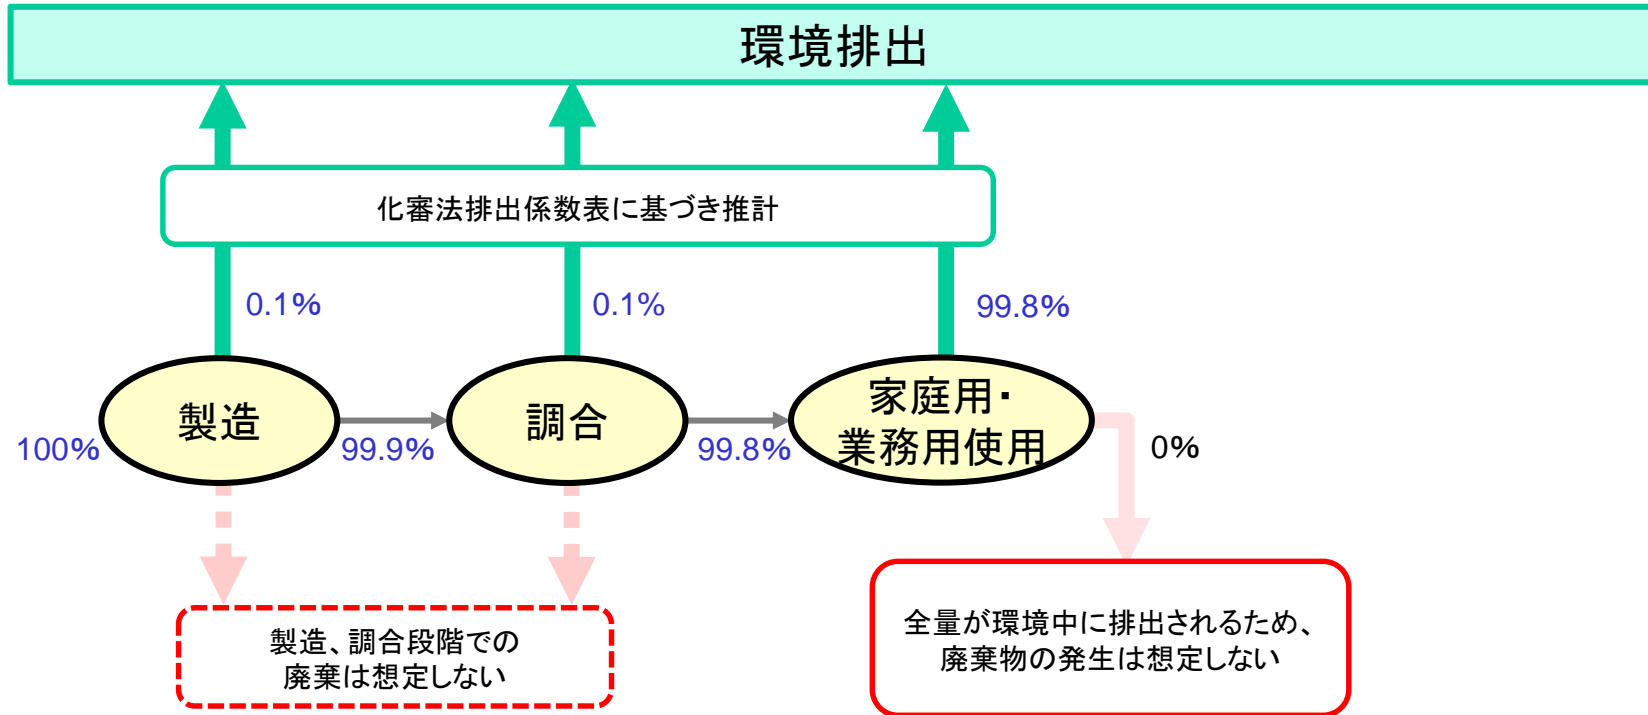 環境排出
化審法排出係数表に基づき推計
0.1%
0.1%
99.8%
製造
調合
家庭用・
業務用使用
100%
99.9%
99.8%
0%
製造、調合段階での
廃棄は想定しない
全量が環境中に排出されるため、
廃棄物の発生は想定しない